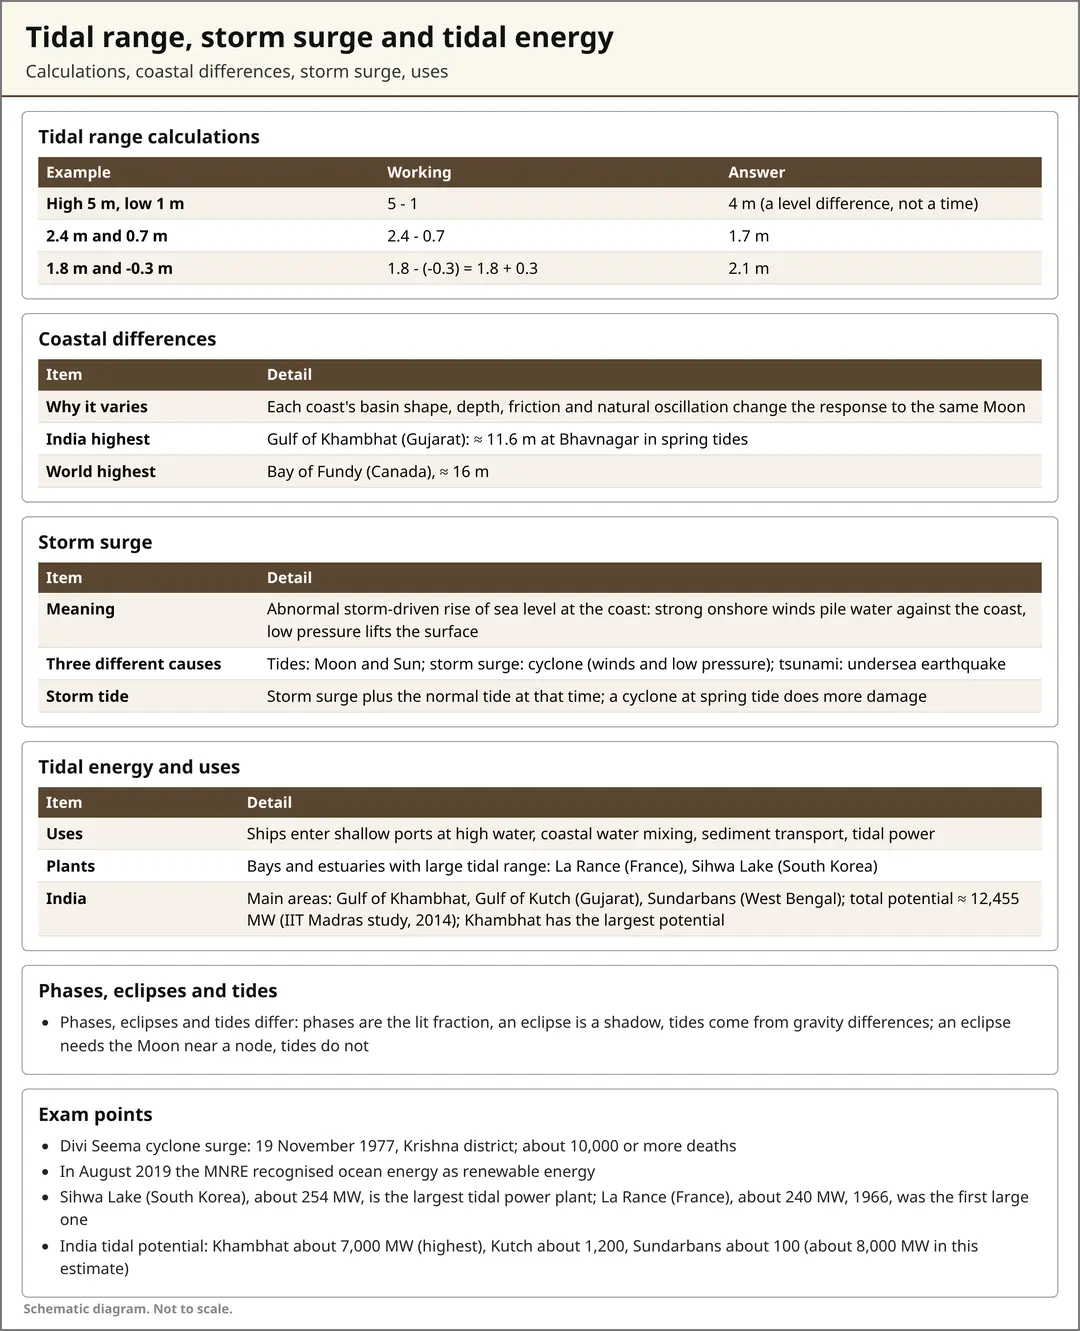 Tidal range, storm surge and tidal energy
Calculations, coastal differences, storm surge, uses
Tidal range calculations
Example Working Answer
High 5 m, low 1 m 5 - 1 4 m (a level difference, not a time)
2.4 m and 0.7 m 2.4 - 0.7 1.7 m
1.8 m and -0.3 m 1.8 - (-0.3) = 1.8 + 0.3 2.1 m
Coastal differences
Item Detail
Why it varies Each coast's basin shape, depth, friction and natural oscillation change the response to the same Moon
India highest Gulf of Khambhat (Gujarat): ≈ 11.6 m at Bhavnagar in spring tides
World highest Bay of Fundy (Canada), ≈ 16 m
Storm surge
Item Detail
Meaning Abnormal storm-driven rise of sea level at the coast: strong onshore winds pile water against the coast,
low pressure lifts the surface
Three different causes Tides: Moon and Sun; storm surge: cyclone (winds and low pressure); tsunami: undersea earthquake
Storm tide Storm surge plus the normal tide at that time; a cyclone at spring tide does more damage
Tidal energy and uses
Item Detail
Uses Ships enter shallow ports at high water, coastal water mixing, sediment transport, tidal power
Plants Bays and estuaries with large tidal range: La Rance (France), Sihwa Lake (South Korea)
India Main areas: Gulf of Khambhat, Gulf of Kutch (Gujarat), Sundarbans (West Bengal); total potential ≈ 12,455
MW (IIT Madras study, 2014); Khambhat has the largest potential
Phases, eclipses and tides
• Phases, eclipses and tides differ: phases are the lit fraction, an eclipse is a shadow, tides come from gravity differences; an eclipse
needs the Moon near a node, tides do not
Exam points
• Divi Seema cyclone surge: 19 November 1977, Krishna district; about 10,000 or more deaths
• In August 2019 the MNRE recognised ocean energy as renewable energy
• Sihwa Lake (South Korea), about 254 MW, is the largest tidal power plant; La Rance (France), about 240 MW, 1966, was the first large
one
• India tidal potential: Khambhat about 7,000 MW (highest), Kutch about 1,200, Sundarbans about 100 (about 8,000 MW in this
estimate)
Schematic diagram. Not to scale.